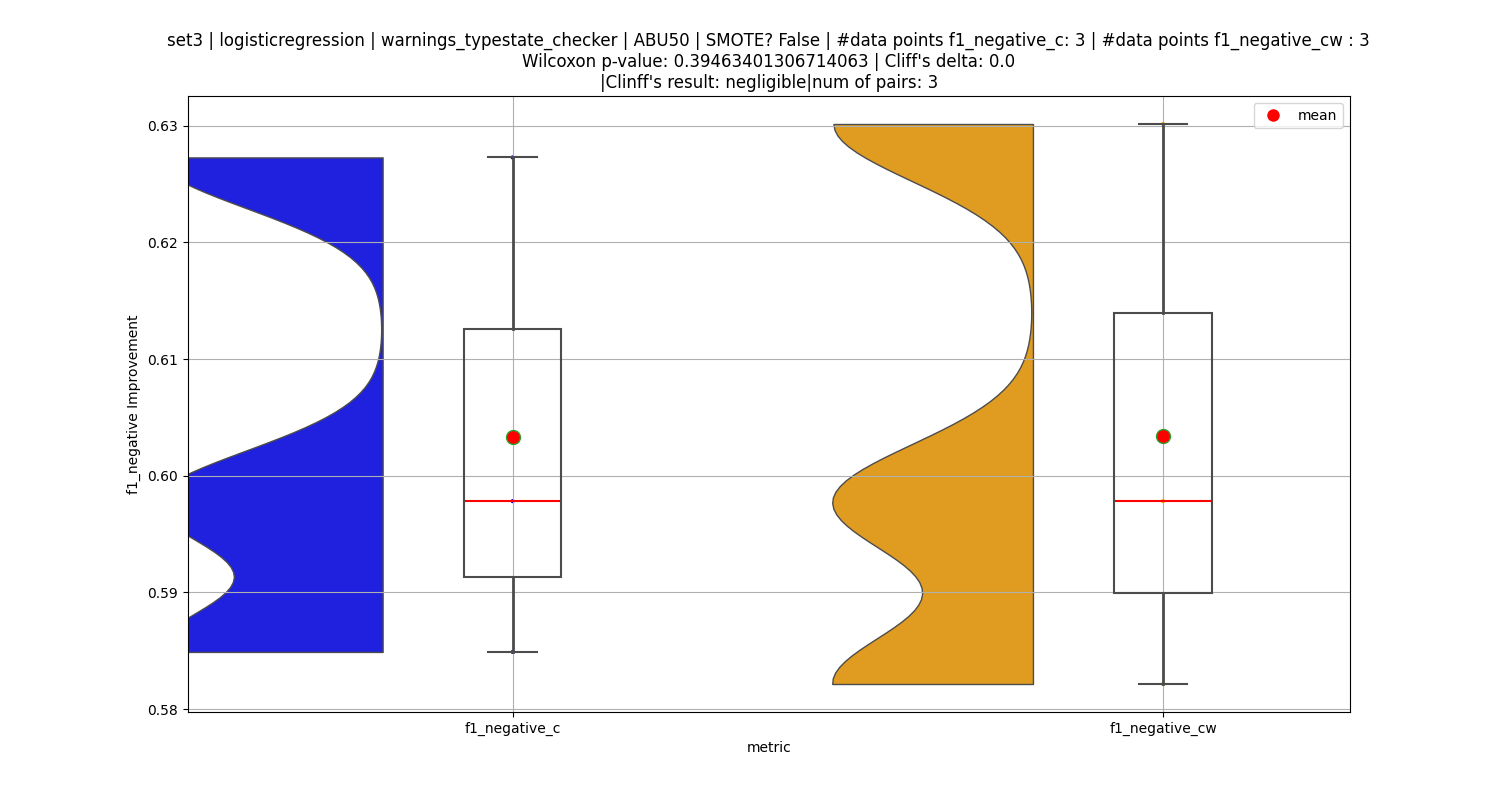 set3 | logisticregression | warnings_typestate_checker | ABU50 | SMOTE? False | #data points f1_negative_c: 3 | #data points f1_negative_cw : 3
Wilcoxon p-value: 0.39463401306714063 | Cliff's delta: 0.0
|Clinff's result: negligible|num of pairs: 3
mean
0.63
0.62
0.61
0.60
0.59
0.58
f1_negative Improvement
f1_negative_c
f1_negative_cw
metric